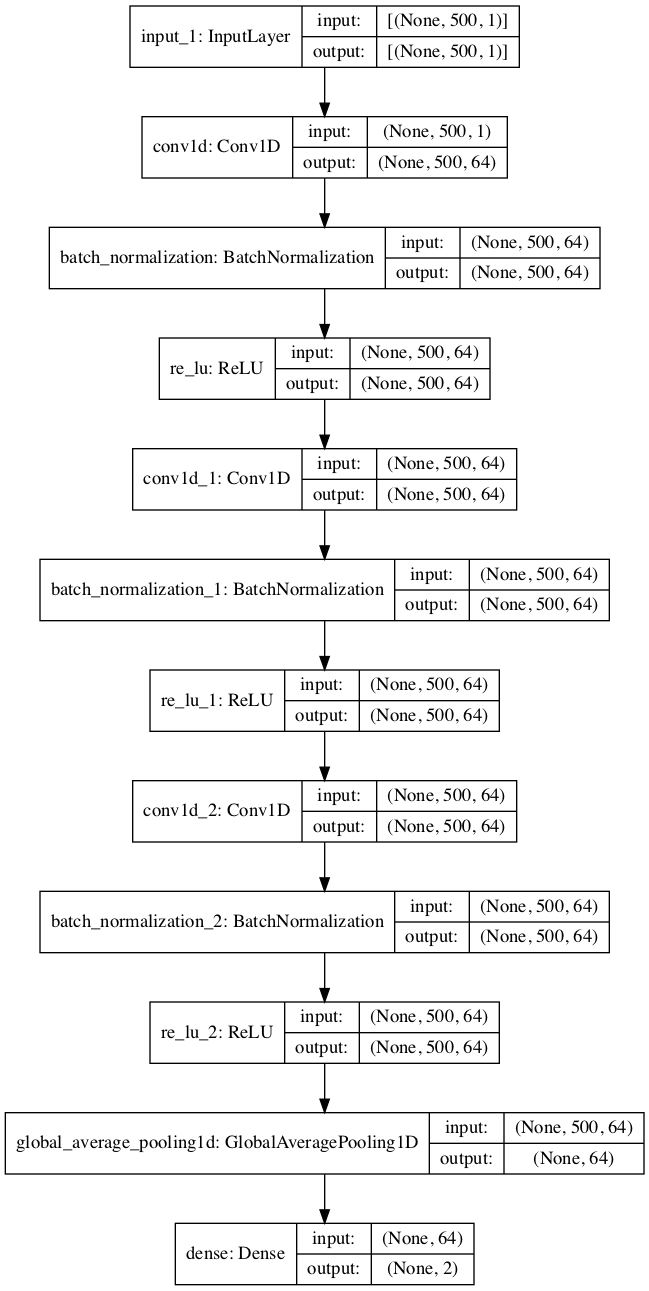 input_1: InputLayer
input:
[(None, 500, 1)]
output:
[(None, 500, 1)]
conv1d: Conv1D
input:
(None, 500, 1)
output:
(None, 500, 64)
batch_normalization: BatchNormalization
input:
(None, 500, 64)
output:
(None, 500, 64)
re_lu: ReLU
input:
(None, 500, 64)
output:
(None, 500, 64)
conv1d_1: Conv1D
input:
(None, 500, 64)
output:
(None, 500, 64)
batch_normalization_1: BatchNormalization
input:
(None, 500, 64)
output:
(None, 500, 64)
re_lu_1: ReLU
input:
(None, 500, 64)
output:
(None, 500, 64)
conv1d_2: Conv1D
input:
(None, 500, 64)
output:
(None, 500, 64)
batch_normalization_2: BatchNormalization
input:
(None, 500, 64)
output:
(None, 500, 64)
re_lu_2: ReLU
input:
(None, 500, 64)
output:
(None, 500, 64)
global_average_pooling1d: GlobalAveragePooling1D
input:
(None, 500, 64)
output:
(None, 64)
dense: Dense
input:
(None, 64)
output:
(None, 2)